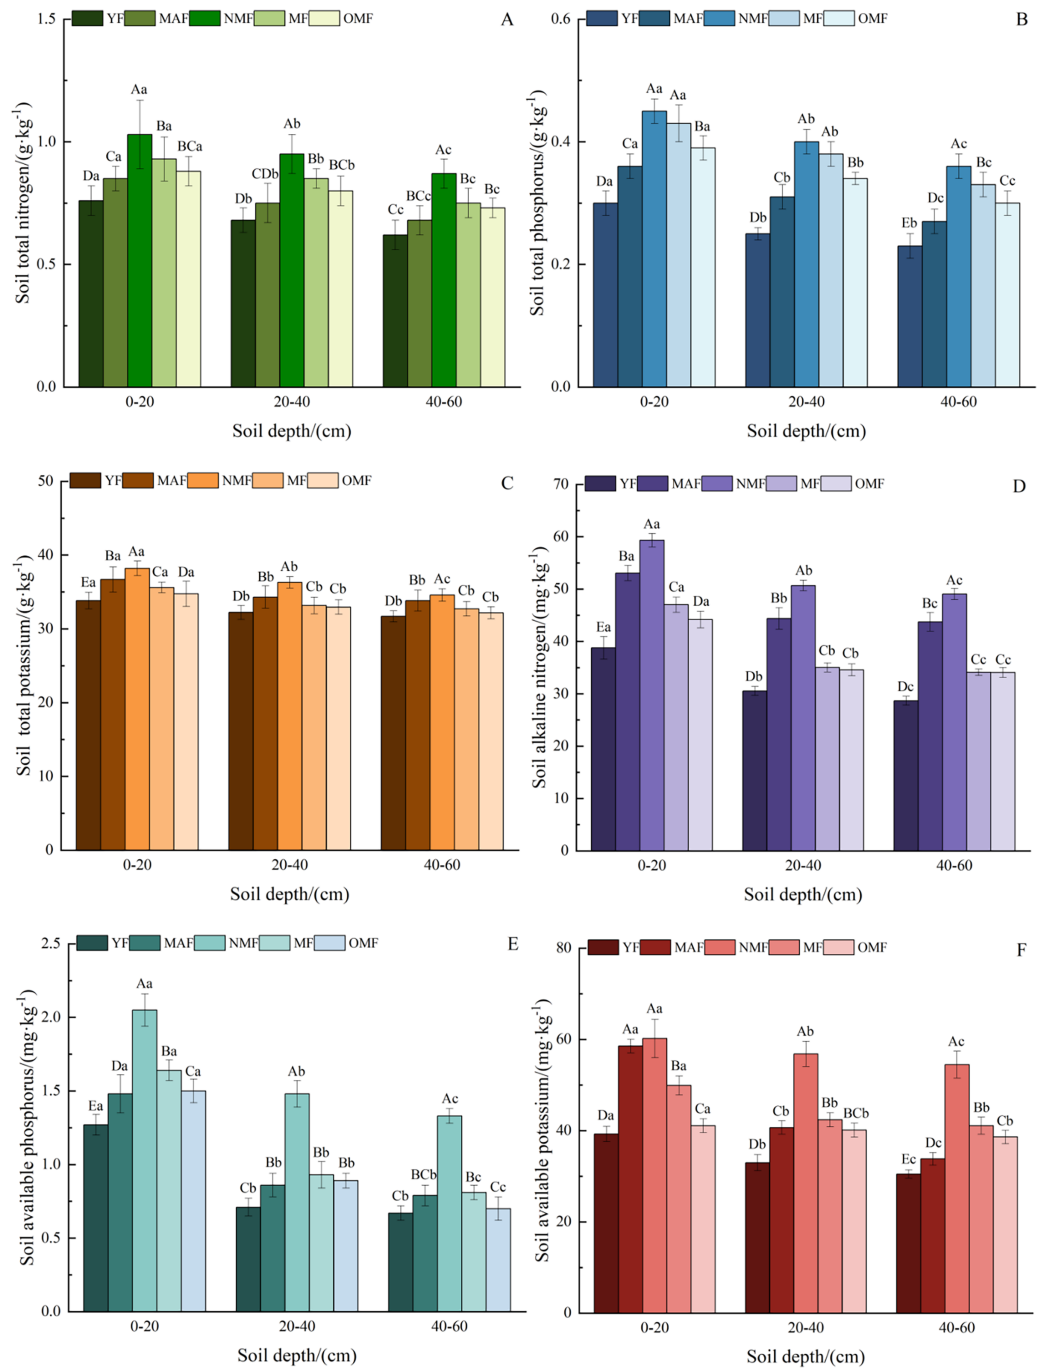 YF MAF NMF MF OMF
A
Soil total nitrogen/(g·kg⁻¹)
1.5
1.0
0.5
0.0
Aa
Ba
BCa
Ca
Da
Ab
Bb
BCb
CDb
Db
Ac
Bc
Bc
BCc
Cc
0-20 20-40 40-60
Soil depth/(cm)
YF MAF NMF MF OMF
B
Soil total phosphorus/(g·kg⁻¹)
0.6
0.4
0.2
0.0
Da Ca Aa Aa Ba
Db Cb Ab Ab Bb
Eb Dc Ac Bc Cc
0-20 20-40 40-60
Soil depth/(cm)
YF MAF NMF MF OMF
C
Soil total potassium/(g·kg⁻¹)
50
40
30
20
10
0
Ea Ba Aa Ca Da
Db Bb Ab Cb Cb
Db Bb Ac Cb Cb
0-20 20-40 40-60
Soil depth/(cm)
YF MAF NMF MF OMF
D
Soil alkaline nitrogen/(mg·kg⁻¹)
70
60
50
40
30
20
10
0
Ea Ba Aa Ca Da
Db Bb Ab Cb Cb
Dc Bc Ac Cc Cc
0-20 20-40 40-60
Soil depth/(cm)
YF MAF NMF MF OMF
E
Soil available phosphorus/(mg·kg⁻¹)
2.5
2.0
1.5
1.0
0.5
0.0
Ea Da Aa Ba Ca
Cb Bb Ab Bb Bb
Cb BCb Ac Bc Cc
0-20 20-40 40-60
Soil depth/(cm)
YF MAF NMF MF OMF
F
Soil available potassium/(mg·kg⁻¹)
80
60
40
20
0
Da Aa Aa Ba Ca
Db Cb Ab Bb BCb
Ec Dc Ac Bb Cb
0-20 20-40 40-60
Soil depth/(cm)